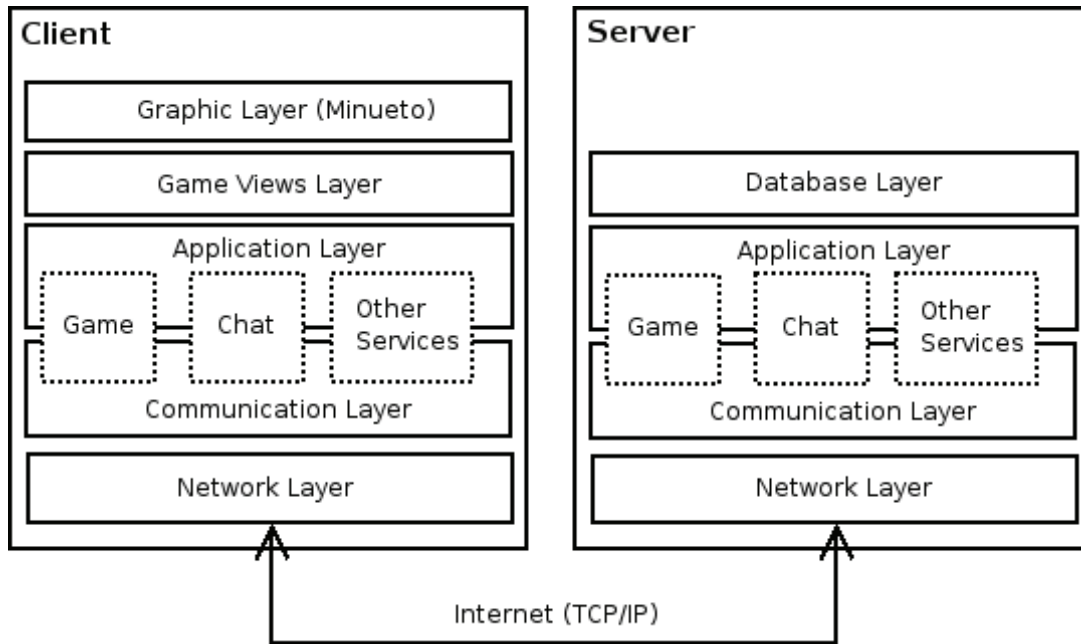 Client
Graphic Layer (Minueto)
Game Views Layer
Application Layer
Game
Chat
Other
Services
Communication Layer
Network Layer
Server
Database Layer
Application Layer
Game
Chat
Other
Services
Communication Layer
Network Layer
Internet (TCP/IP)